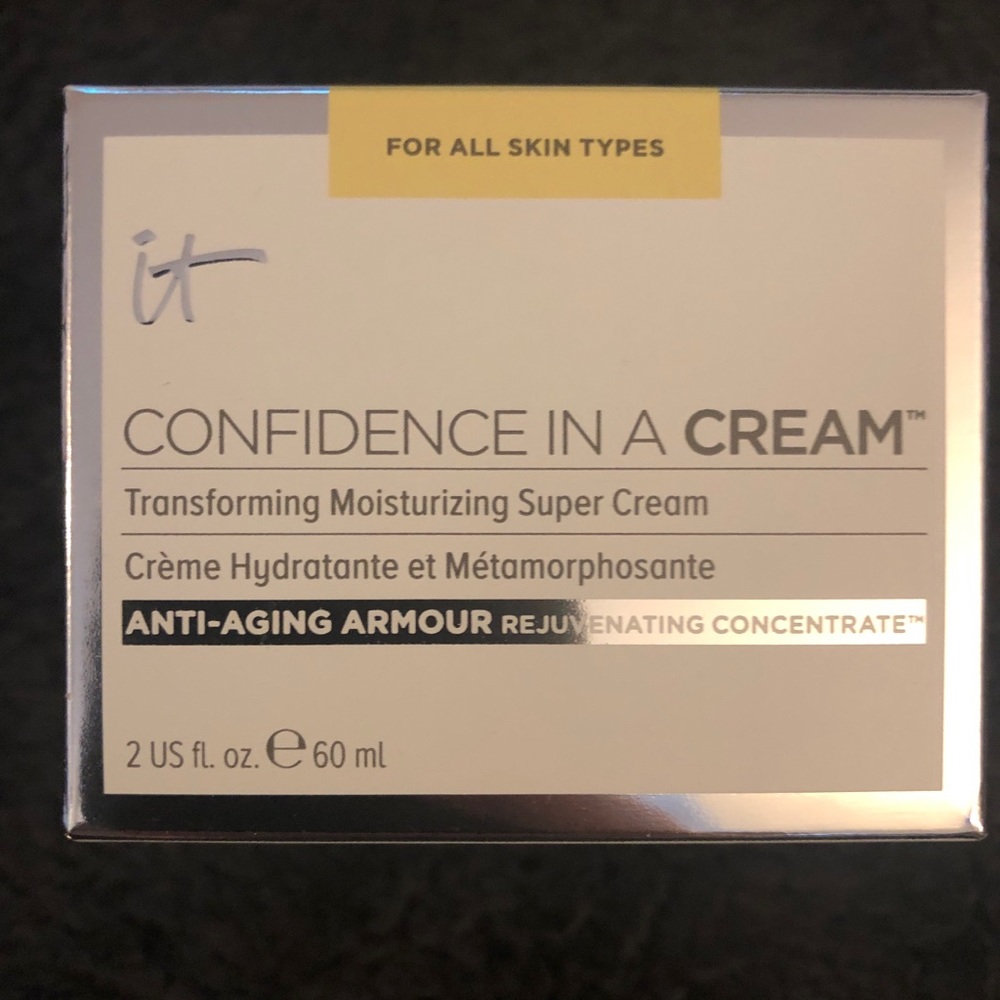 FOR ALL SKIN TYPES
it
CONFIDENCE IN A CREAM™
Transforming Moisturizing Super Cream
Crème Hydratante et Métamorphosante
ANTI-AGING ARMOUR REJUVENATING CONCENTRATE™
2 US fl. oz. ℮ 60 ml